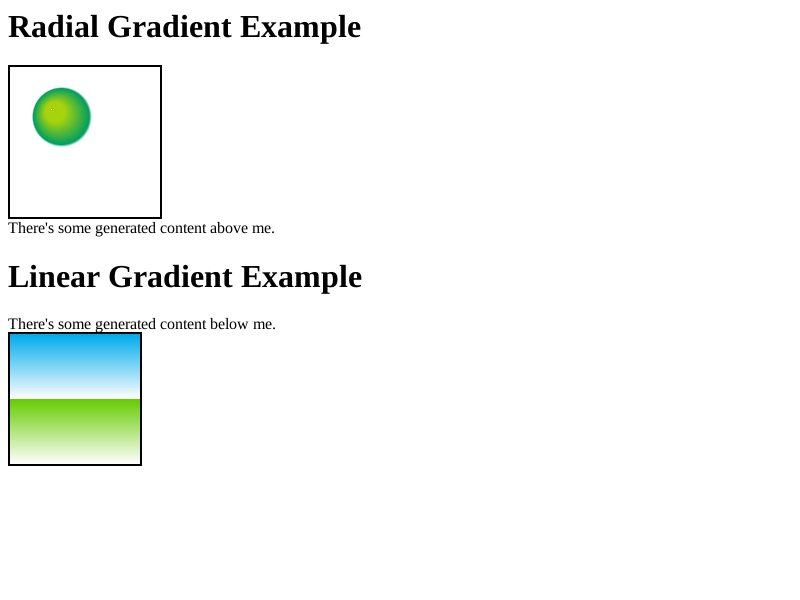 Radial Gradient Example
There's some generated content above me.
Linear Gradient Example
There's some generated content below me.